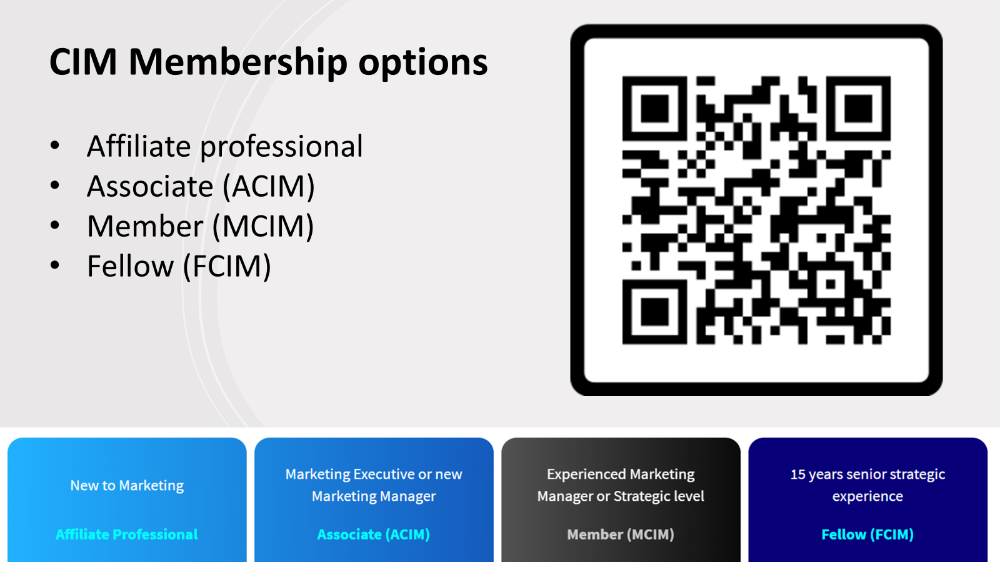 CIM Membership options
• Affiliate professional
• Associate (ACIM)
• Member (MCIM)
• Fellow (FCIM)
New to Marketing
Affiliate Professional
Marketing Executive or new
Marketing Manager
Associate (ACIM)
Experienced Marketing
Manager or Strategic level
Member (MCIM)
15 years senior strategic
experience
Fellow (FCIM)